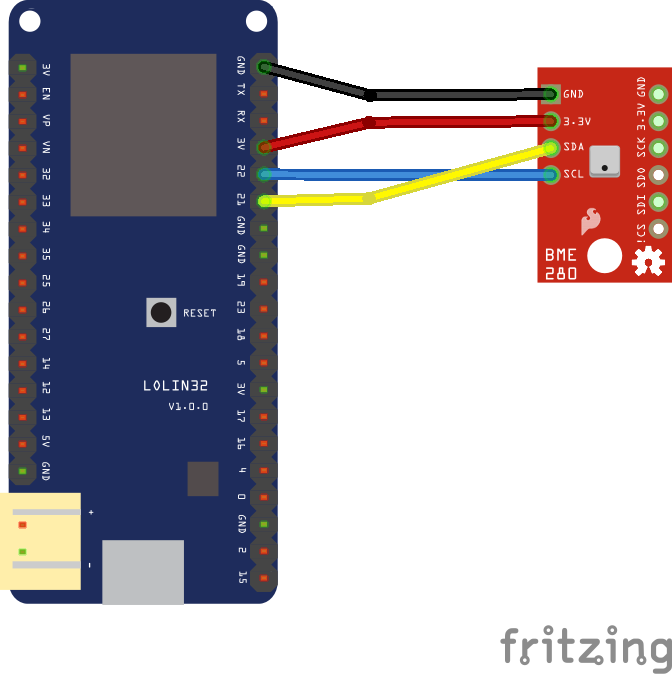 3V
EN
VP
VN
32
33
34
35
25
26
27
14
12
13
5V
GND
+
-
GND
TX
RX
3V
22
21
GND
GND
19
23
18
5
3V
17
16
4
0
GND
2
15
RESET
LOLIN32
V1.0.0
GND
3.3V
SDA
SCL
GND
3.3V
SCK
SDO
SDI
!CS
BME
280
fritzing